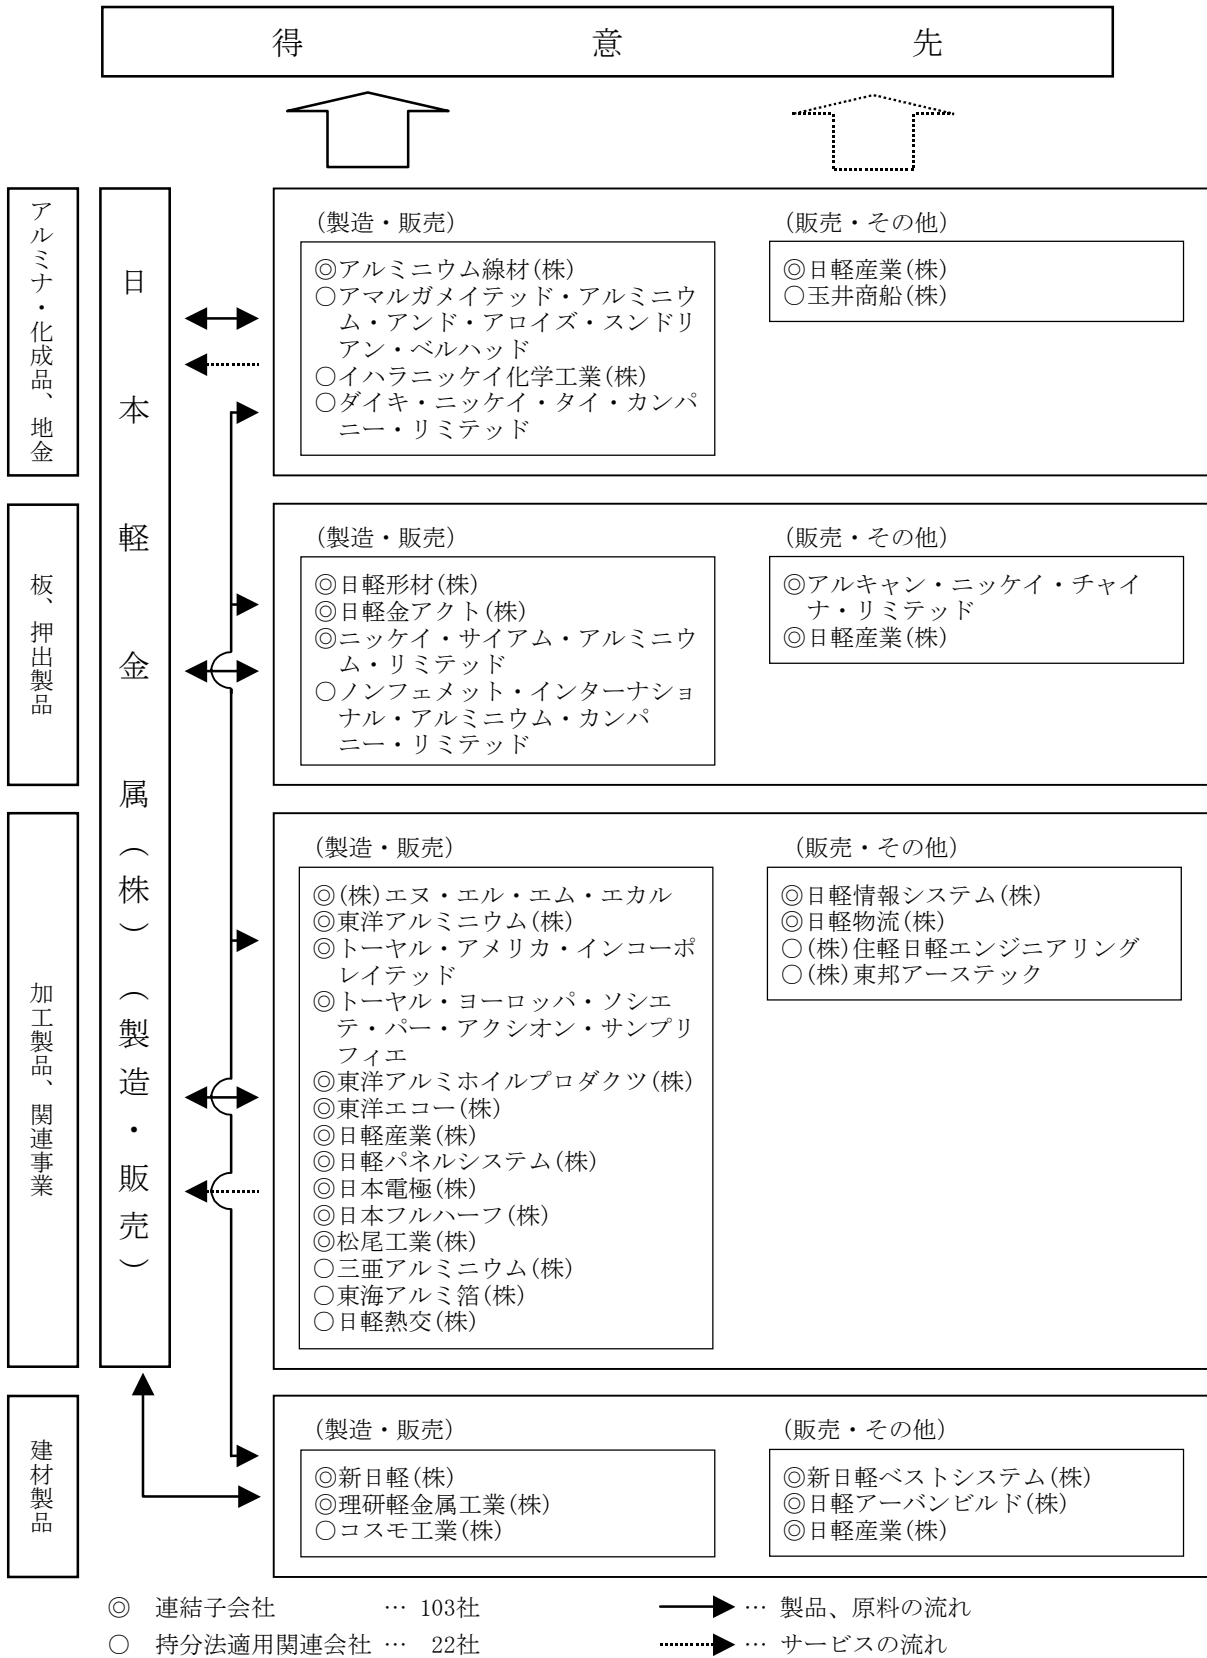 得意先
アルミナ・化成品、地金
日本軽金属（株）（製造・販売）
（製造・販売）
◎アルミニウム線材(株)
○アマルガメイテッド・アルミニウ
ム・アンド・アロイズ・スンドリ
アン・ベルハッド
○イハラニッケイ化学工業(株)
○ダイキ・ニッケイ・タイ・カンパ
ニー・リミテッド
（販売・その他）
◎日軽産業(株)
○玉井商船(株)
板、押出製品
（製造・販売）
◎日軽形材(株)
◎日軽金アクト(株)
◎ニッケイ・サイアム・アルミニウ
ム・リミテッド
○ノンフェメット・インターナショ
ナル・アルミニウム・カンパ
ニー・リミテッド
（販売・その他）
◎アルキャン・ニッケイ・チャイ
ナ・リミテッド
◎日軽産業(株)
加工製品、関連事業
（製造・販売）
◎(株)エヌ・エル・エム・エカル
◎東洋アルミニウム(株)
◎トーヤル・アメリカ・インコーポ
レイテッド
◎トーヤル・ヨーロッパ・ソシエ
テ・パー・アクシオン・サンプリ
フィエ
◎東洋アルミホイルプロダクツ(株)
◎東洋エコー(株)
◎日軽産業(株)
◎日軽パネルシステム(株)
◎日本電極(株)
◎日本フルハーフ(株)
◎松尾工業(株)
○三亜アルミニウム(株)
○東海アルミ箔(株)
○日軽熱交(株)
（販売・その他）
◎日軽情報システム(株)
◎日軽物流(株)
○(株)住軽日軽エンジニアリング
○(株)東邦アーステック
建材製品
（製造・販売）
◎新日軽(株)
◎理研軽金属工業(株)
○コスモ工業(株)
（販売・その他）
◎新日軽ベストシステム(株)
◎日軽アーバンビルド(株)
◎日軽産業(株)
◎ 連結子会社 … 103社
○ 持分法適用関連会社 … 22社
… 製品、原料の流れ
… サービスの流れ